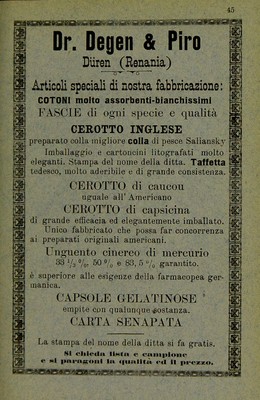 45
Dr. Degen & Piro
Düren (Renania)
Articoli speciali di nostra fabbricazione:
COTONI molto assorbenti-bianchissimi
FASCIE di ogni specie e qualità
CEROTTO INGLESE
preparato colla migliore colla di pesce Saliansky
Imballaggio e cartoncini litografati molto
eleganti. Stampa del nome della ditta. Taffetta
tedesco, molto aderibile e di grande consistenza.
CEROTTO di caucou
uguale all' Americano
CEROTTO di capsicina
di grande efficacia ed elegantemente imballato.
Unico fabbricato che possa far concorrenza
ai preparati originali americani.
Unguento cinereo di mercurio
33 ⅓ %, 50 % e 83, 5 % garantito.
è superiore alle esigenze della farmacopea ger-
manica.
CAPSOLE GELATINOSE
empite con qualunque sostanza.
CARTA SENAPATA
La stampa del nome della ditta si fa gratis.
Si chieda lista e campione
e si paragoni la qualità ed il prezzo.